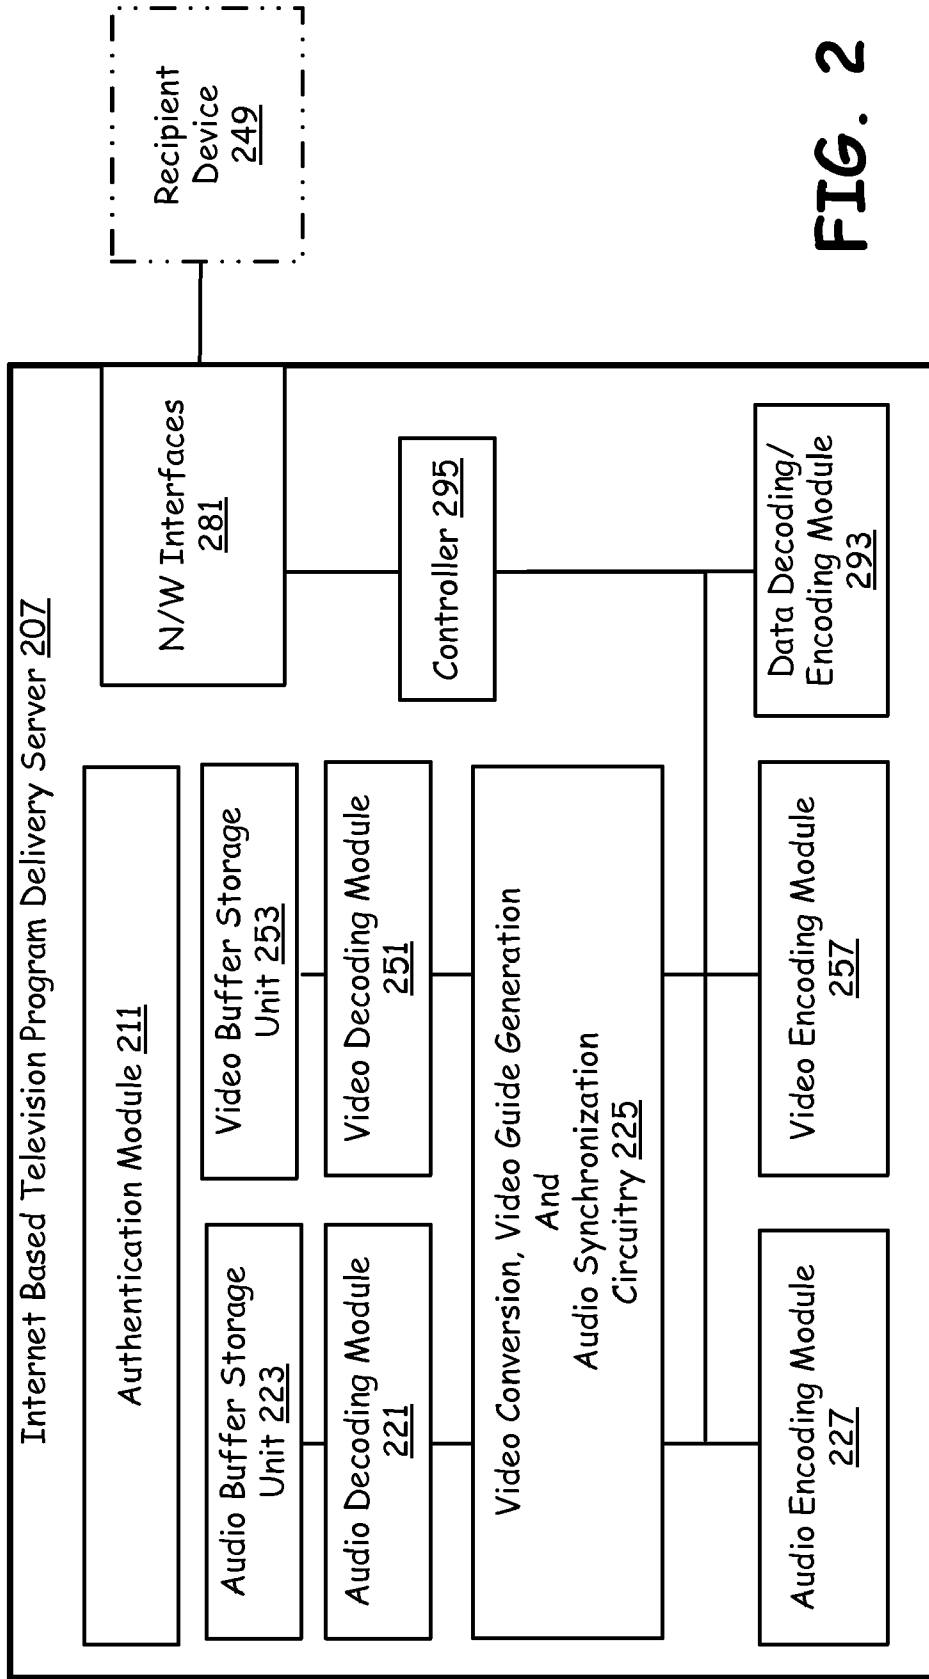 Internet Based Television Program Delivery Server 207
Authentication Module 211
Audio Buffer Storage
Unit 223
Video Buffer Storage
Unit 253
Audio Decoding Module
221
Video Decoding Module
251
Video Conversion, Video Guide Generation
And
Audio Synchronization
Circuitry 225
Audio Encoding Module
227
Video Encoding Module
257
N/W Interfaces
281
Controller 295
Data Decoding/
Encoding Module
293
Recipient
Device
249
FIG. 2